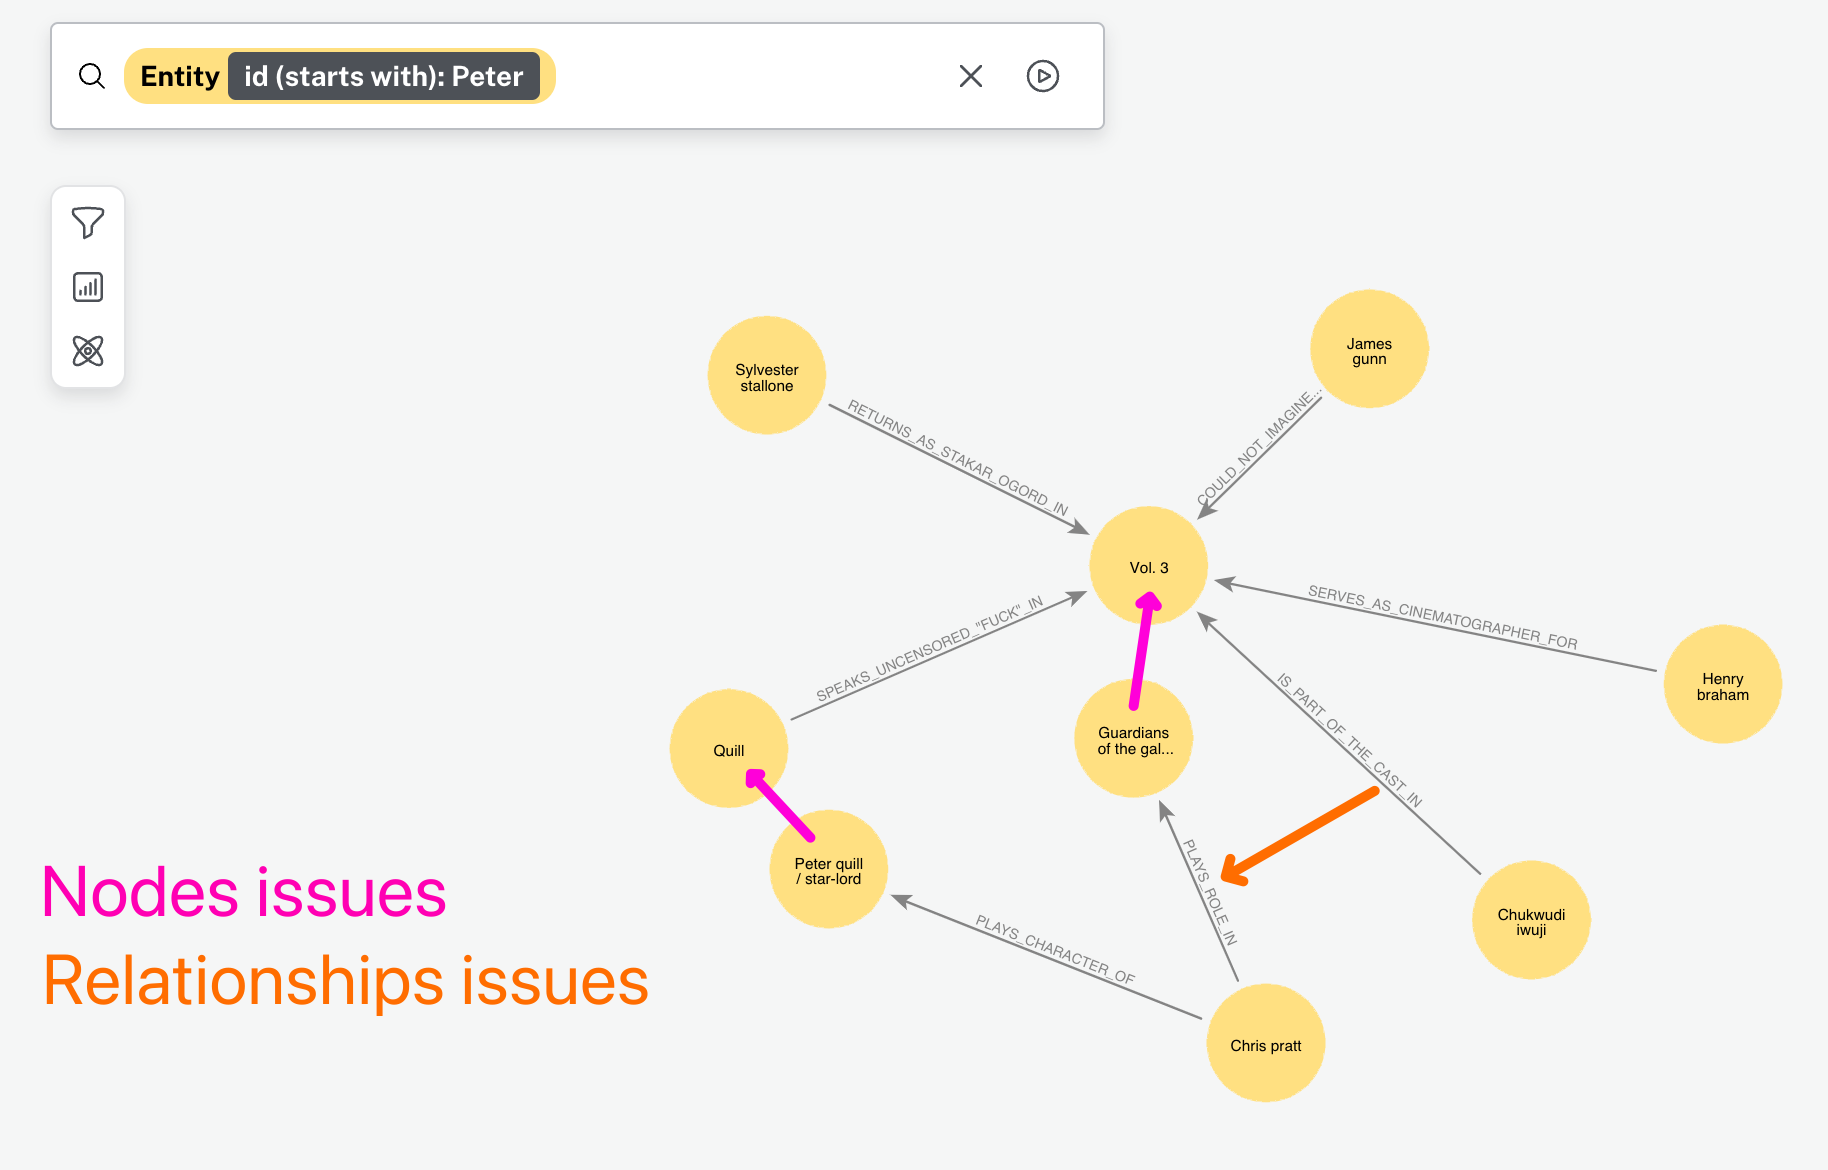 Entity id (starts with): Peter
Sylvester
stallone
James
gunn
RETURNS_AS_STAKAR_OGORD_IN
COULD_NOT_IMAGINE...
Vol. 3
SERVES_AS_CINEMATOGRAPHER_FOR
SPEAKS_UNCENSORED_"FUCK"_IN
Henry
braham
IS_PART_OF_THE_CAST_IN
Quill
Guardians
of the gal...
Peter quill
/ star-lord
PLAYS_ROLE_IN
Nodes issues
Chukwudi
iwuji
PLAYS_CHARACTER_OF
Relationships issues
Chris pratt